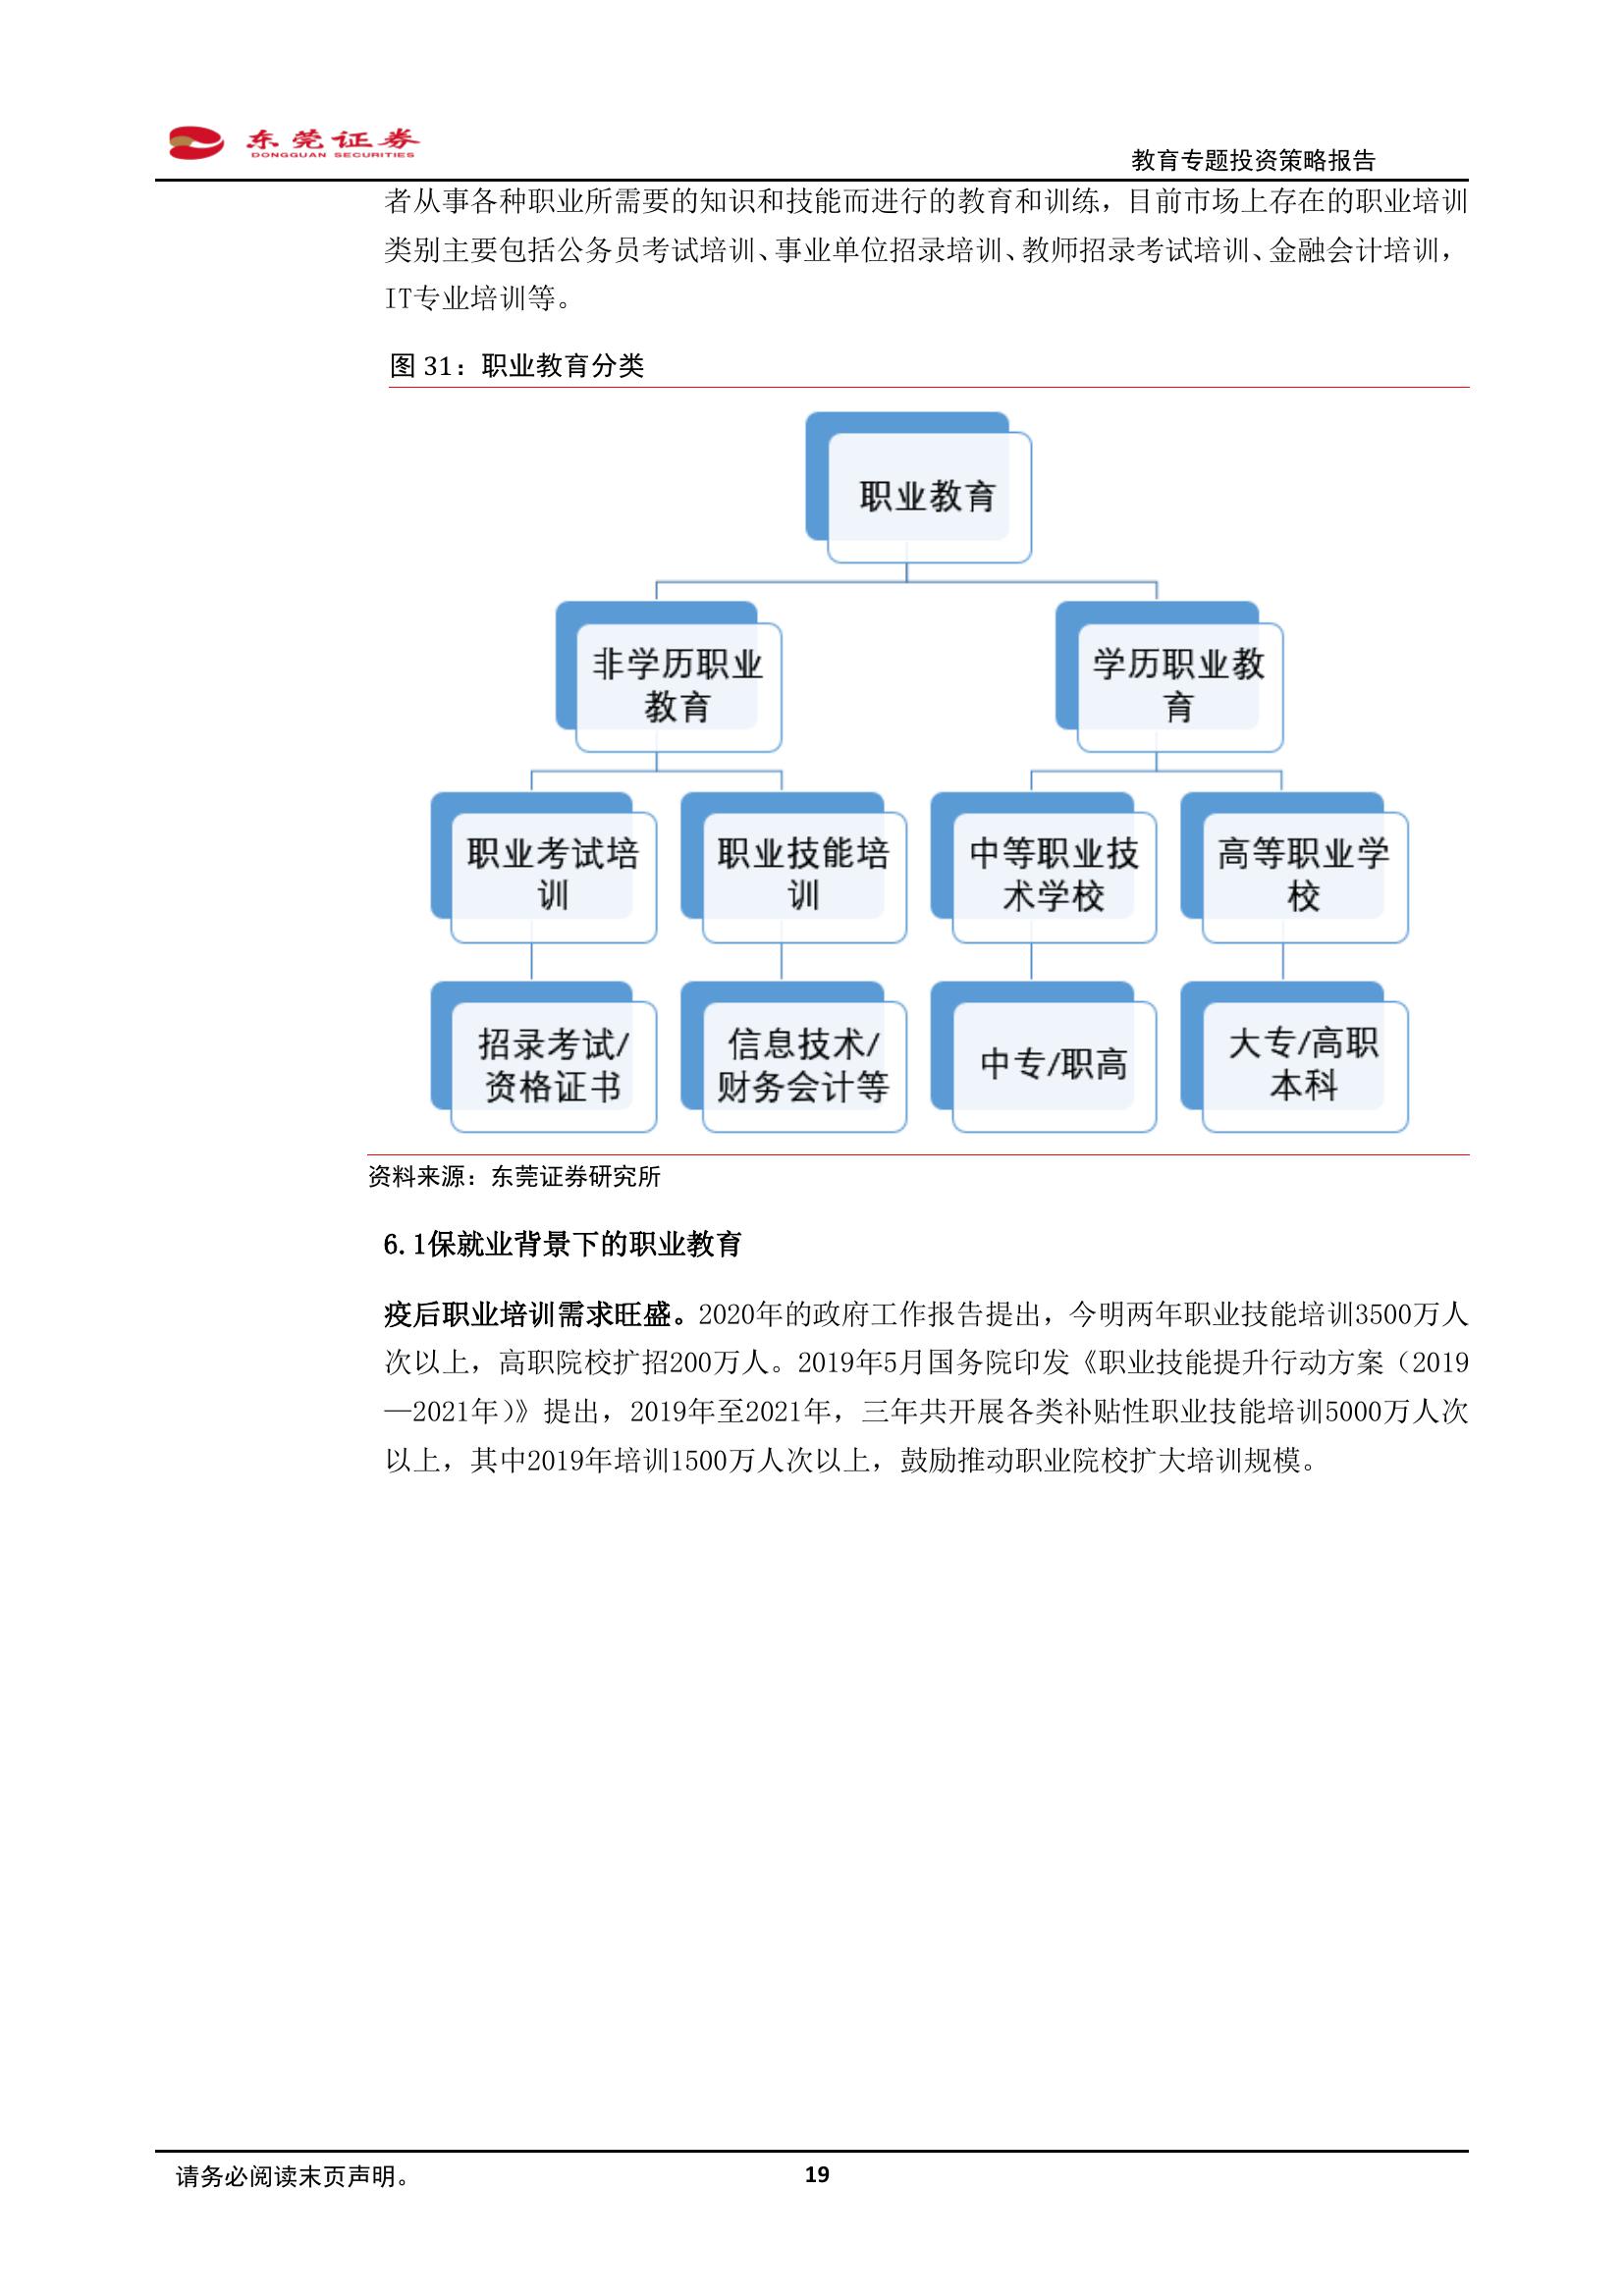 东莞证券
DONGGUAN SECURITIES
教育专题投资策略报告
者从事各种职业所需要的知识和技能而进行的教育和训练，目前市场上存在的职业培训
类别主要包括公务员考试培训、事业单位招录培训、教师招录考试培训、金融会计培训，
IT专业培训等。
图 31：职业教育分类
职业教育
非学历职业
教育
学历职业教
育
职业考试培
训
职业技能培
训
中等职业技
术学校
高等职业学
校
招录考试/
资格证书
信息技术/
财务会计等
中专/职高
大专/高职
本科
资料来源：东莞证券研究所
6.1保就业背景下的职业教育
疫后职业培训需求旺盛。2020年的政府工作报告提出，今明两年职业技能培训3500万人
次以上，高职院校扩招200万人。2019年5月国务院印发《职业技能提升行动方案（2019
—2021年）》提出，2019年至2021年，三年共开展各类补贴性职业技能培训5000万人次
以上，其中2019年培训1500万人次以上，鼓励推动职业院校扩大培训规模。
请务必阅读末页声明。
19